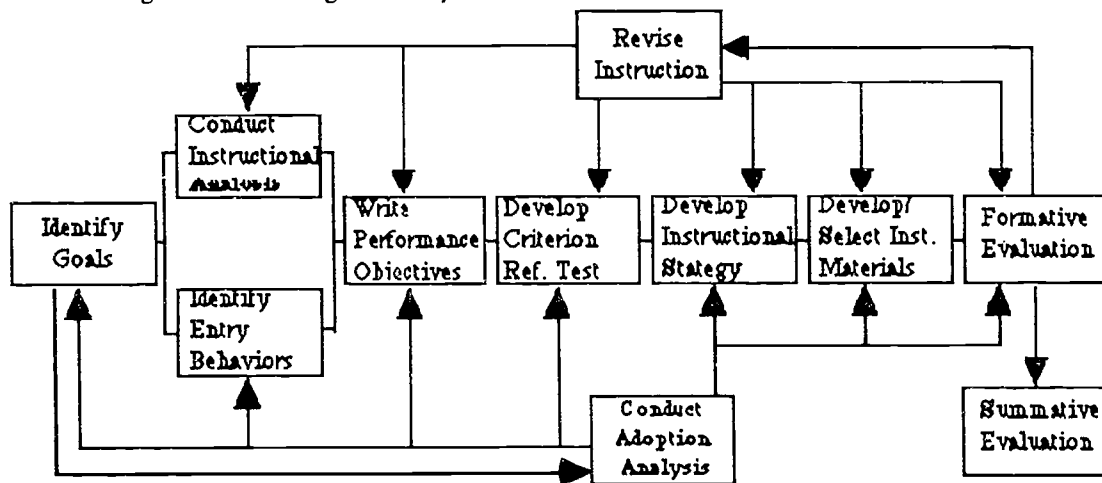 Revise
Instruction
Conduct
Instructional
Analysis
Identify
Goals
Write
Performance
Objectives
Develop
Criterion
Ref. Test
Develop
Instructional
Stategy
Develop/
Select Inst.
Materials
Formative
Evaluation
Identify
Entry
Behaviors
Conduct
Adoption
Analysis
Summative
Evaluation